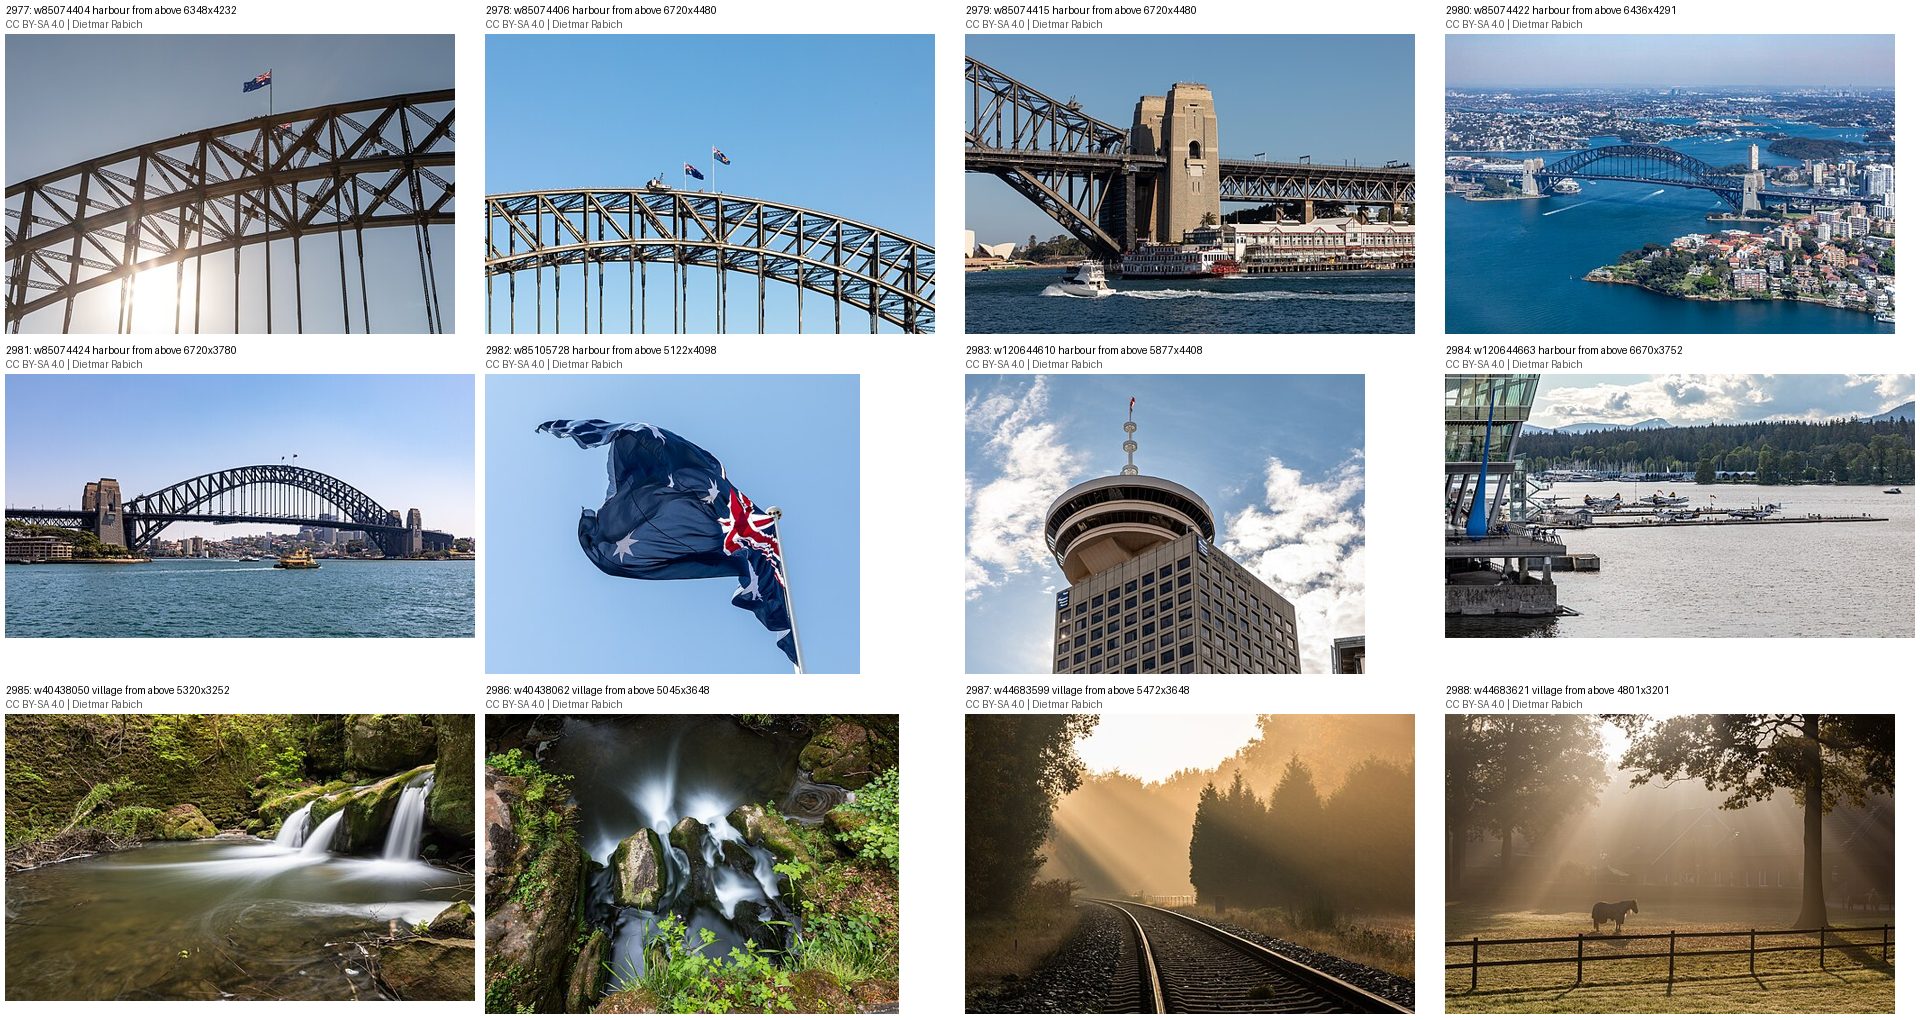 2977: w85074404 harbour from above 6348x4232
CC BY-SA 4.0 | Dietmar Rabich
2978: w85074406 harbour from above 6720x4480
CC BY-SA 4.0 | Dietmar Rabich
2979: w85074415 harbour from above 6720x4480
CC BY-SA 4.0 | Dietmar Rabich
2980: w85074422 harbour from above 6436x4291
CC BY-SA 4.0 | Dietmar Rabich
2981: w85074424 harbour from above 6720x3780
CC BY-SA 4.0 | Dietmar Rabich
2982: w85105728 harbour from above 5122x4098
CC BY-SA 4.0 | Dietmar Rabich
2983: w120644610 harbour from above 5877x4408
CC BY-SA 4.0 | Dietmar Rabich
2984: w120644663 harbour from above 6670x3752
CC BY-SA 4.0 | Dietmar Rabich
2985: w40438050 village from above 5320x3252
CC BY-SA 4.0 | Dietmar Rabich
2986: w40438062 village from above 5045x3648
CC BY-SA 4.0 | Dietmar Rabich
2987: w44683599 village from above 5472x3648
CC BY-SA 4.0 | Dietmar Rabich
2988: w44683621 village from above 4801x3201
CC BY-SA 4.0 | Dietmar Rabich